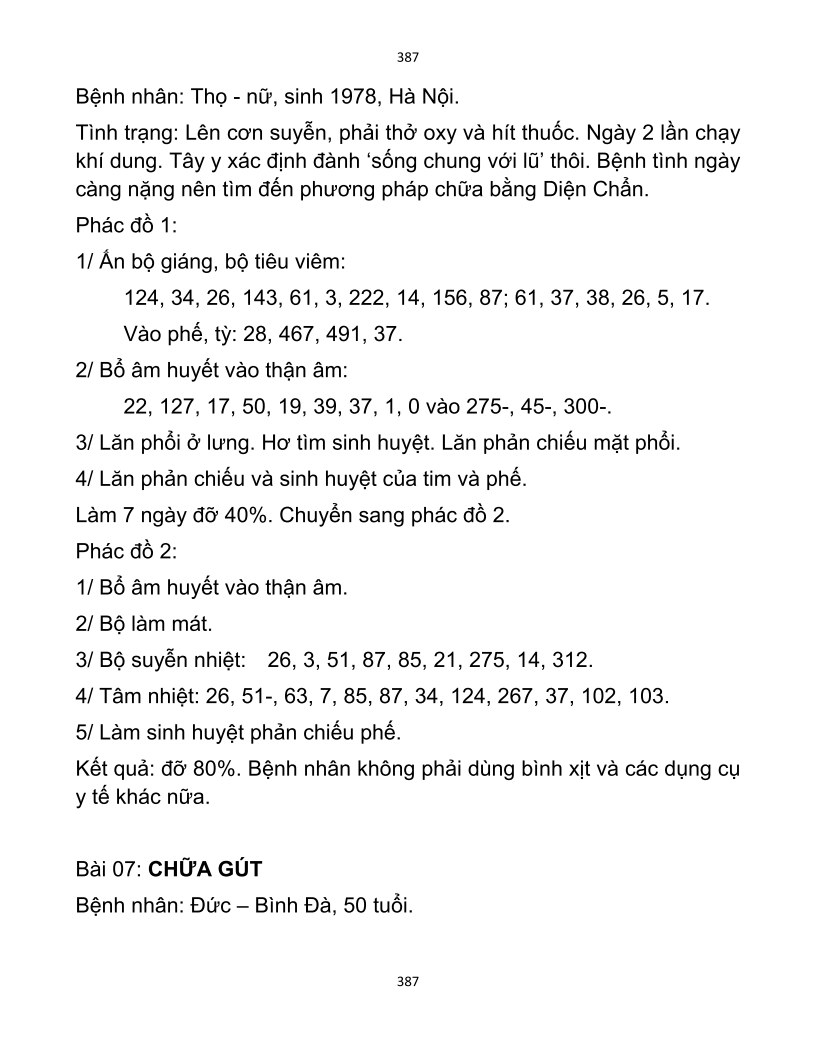 387
Bệnh nhân: Thọ - nữ, sinh 1978, Hà Nội.
Tình trạng: Lên cơn suyễn, phải thở oxy và hít thuốc. Ngày 2 lần chạy
khí dung. Tây y xác định đành ‘sống chung với lũ’ thôi. Bệnh tình ngày
càng nặng nên tìm đến phương pháp chữa bằng Diện Chẩn.
Phác đồ 1:
1/ Ấn bộ giáng, bộ tiêu viêm:
124, 34, 26, 143, 61, 3, 222, 14, 156, 87; 61, 37, 38, 26, 5, 17.
Vào phế, tỳ: 28, 467, 491, 37.
2/ Bổ âm huyết vào thận âm:
22, 127, 17, 50, 19, 39, 37, 1, 0 vào 275-, 45-, 300-.
3/ Lăn phổi ở lưng. Hơ tìm sinh huyệt. Lăn phản chiếu mặt phổi.
4/ Lăn phản chiếu và sinh huyệt của tim và phế.
Làm 7 ngày đỡ 40%. Chuyển sang phác đồ 2.
Phác đồ 2:
1/ Bổ âm huyết vào thận âm.
2/ Bộ làm mát.
3/ Bộ suyễn nhiệt: 26, 3, 51, 87, 85, 21, 275, 14, 312.
4/ Tâm nhiệt: 26, 51-, 63, 7, 85, 87, 34, 124, 267, 37, 102, 103.
5/ Làm sinh huyệt phản chiếu phế.
Kết quả: đỡ 80%. Bệnh nhân không phải dùng bình xịt và các dụng cụ
y tế khác nữa.
Bài 07: CHỮA GÚT
Bệnh nhân: Đức – Bình Đà, 50 tuổi.
387